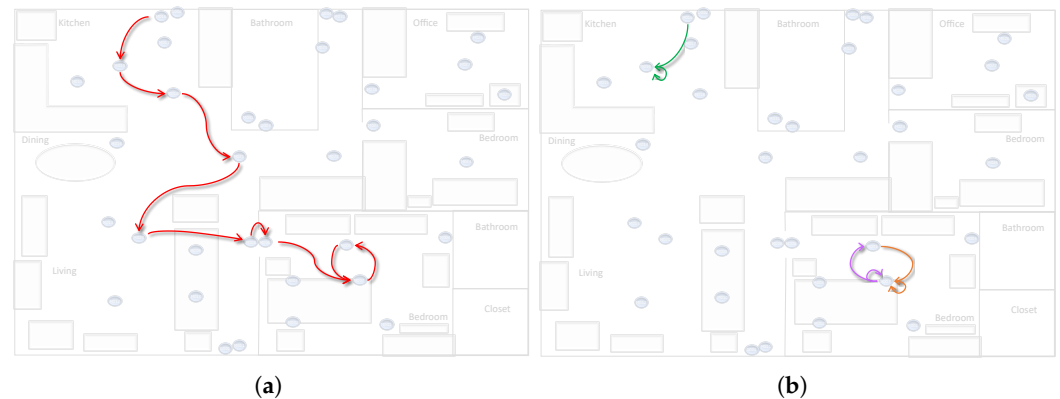 Kitchen Bathroom Office
Dining Bedroom
Bathroom
Living
Closet
Bedroom
(a)
Kitchen Bathroom Office
Dining Bedroom
Bathroom
Living
Closet
Bedroom
(b)